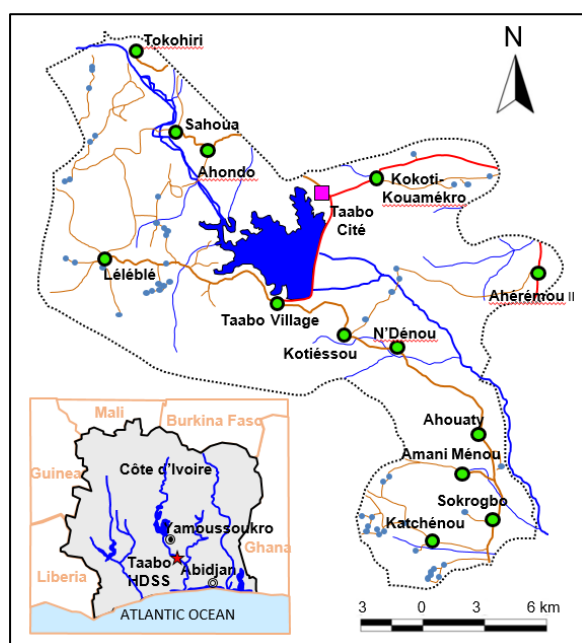 Tokohiri
N
Sahoua
Ahondo
Kokoti-
Kouamékro
Taabo
Cité
Léléblé
Ahérémou II
Taabo Village
N'Dénou
Kotiéssou
Ahouaty
Amani Ménou
Sokrogbo
Katchénou
Mali
Burkina Faso
Guinea
Côte d'Ivoire
Yamoussoukro
Ghana
Taabo
HDSS
Abidjan
Liberia
ATLANTIC OCEAN
3 0 3 6 km